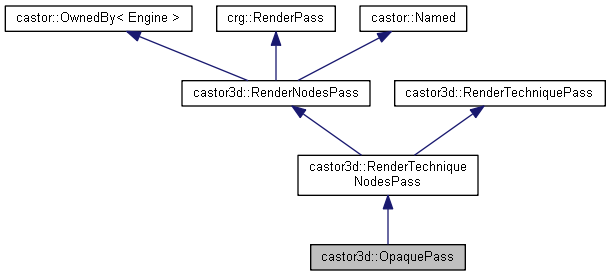 castor::OwnedBy< Engine >
crg::RenderPass
castor::Named
castor3d::RenderNodesPass
castor3d::RenderTechniquePass
castor3d::RenderTechnique
NodesPass
castor3d::OpaquePass